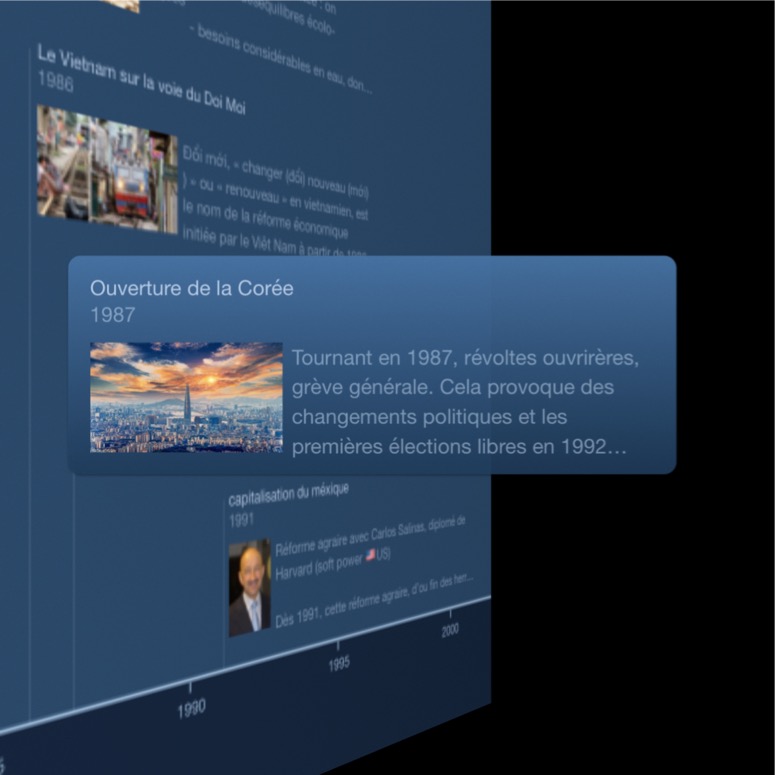 : on
déséquilibres écolo-
- besoins considérables en eau, don...
Le Vietnam sur la voie du Doi Moi
1986
Đổi mới, « changer (đổi) nouveau (mới)
) » ou « renouveau » en vietnamien, est
le nom de la réforme économique
initiée par le Việt Nam à partir de 1986
Ouverture de la Corée
1987
Tournant en 1987, révoltes ouvrirères,
grève générale. Cela provoque des
changements politiques et les
premières élections libres en 1992...
capitalisation du méxique
1991
Réforme agraire avec Carlos Salinas, diplomé de
Harvard (soft power 🇺🇸US)
Dès 1991, cette réforme agraire, d'ou fin des herr...
1990
1995
2000